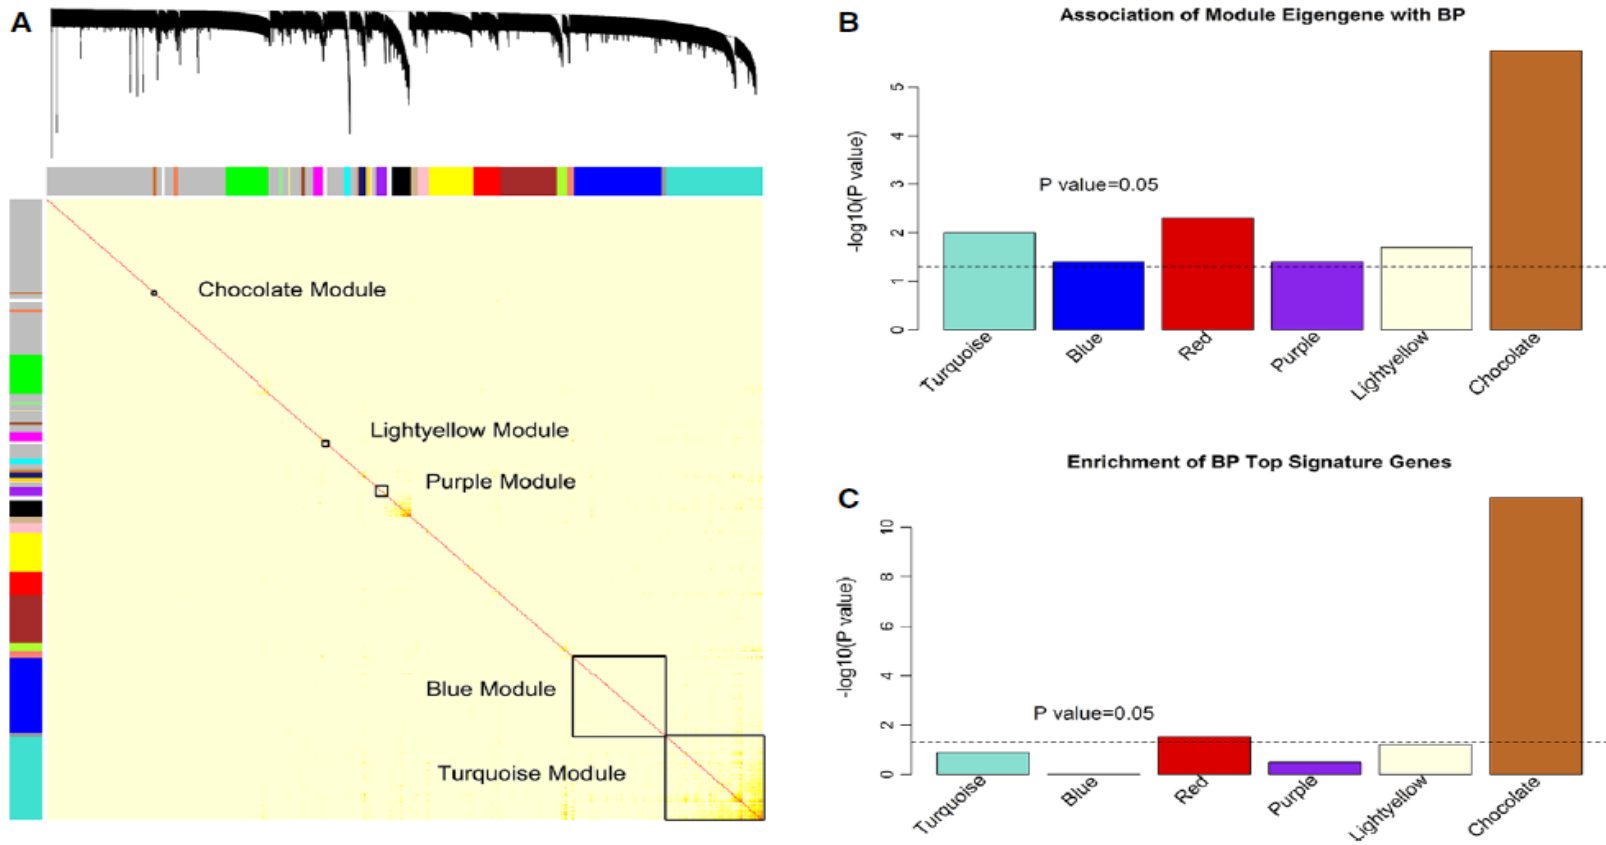 A
Chocolate Module
Lightyellow Module
Purple Module
Blue Module
Turquoise Module
B
Association of Module Eigengene with BP
-log10(P value)
5
4
3
2
1
0
P value=0.05
Turquoise
Blue
Red
Purple
Lightyellow
Chocolate
C
Enrichment of BP Top Signature Genes
-log10(P value)
10
8
6
4
2
0
P value=0.05
Turquoise
Blue
Red
Purple
Lightyellow
Chocolate